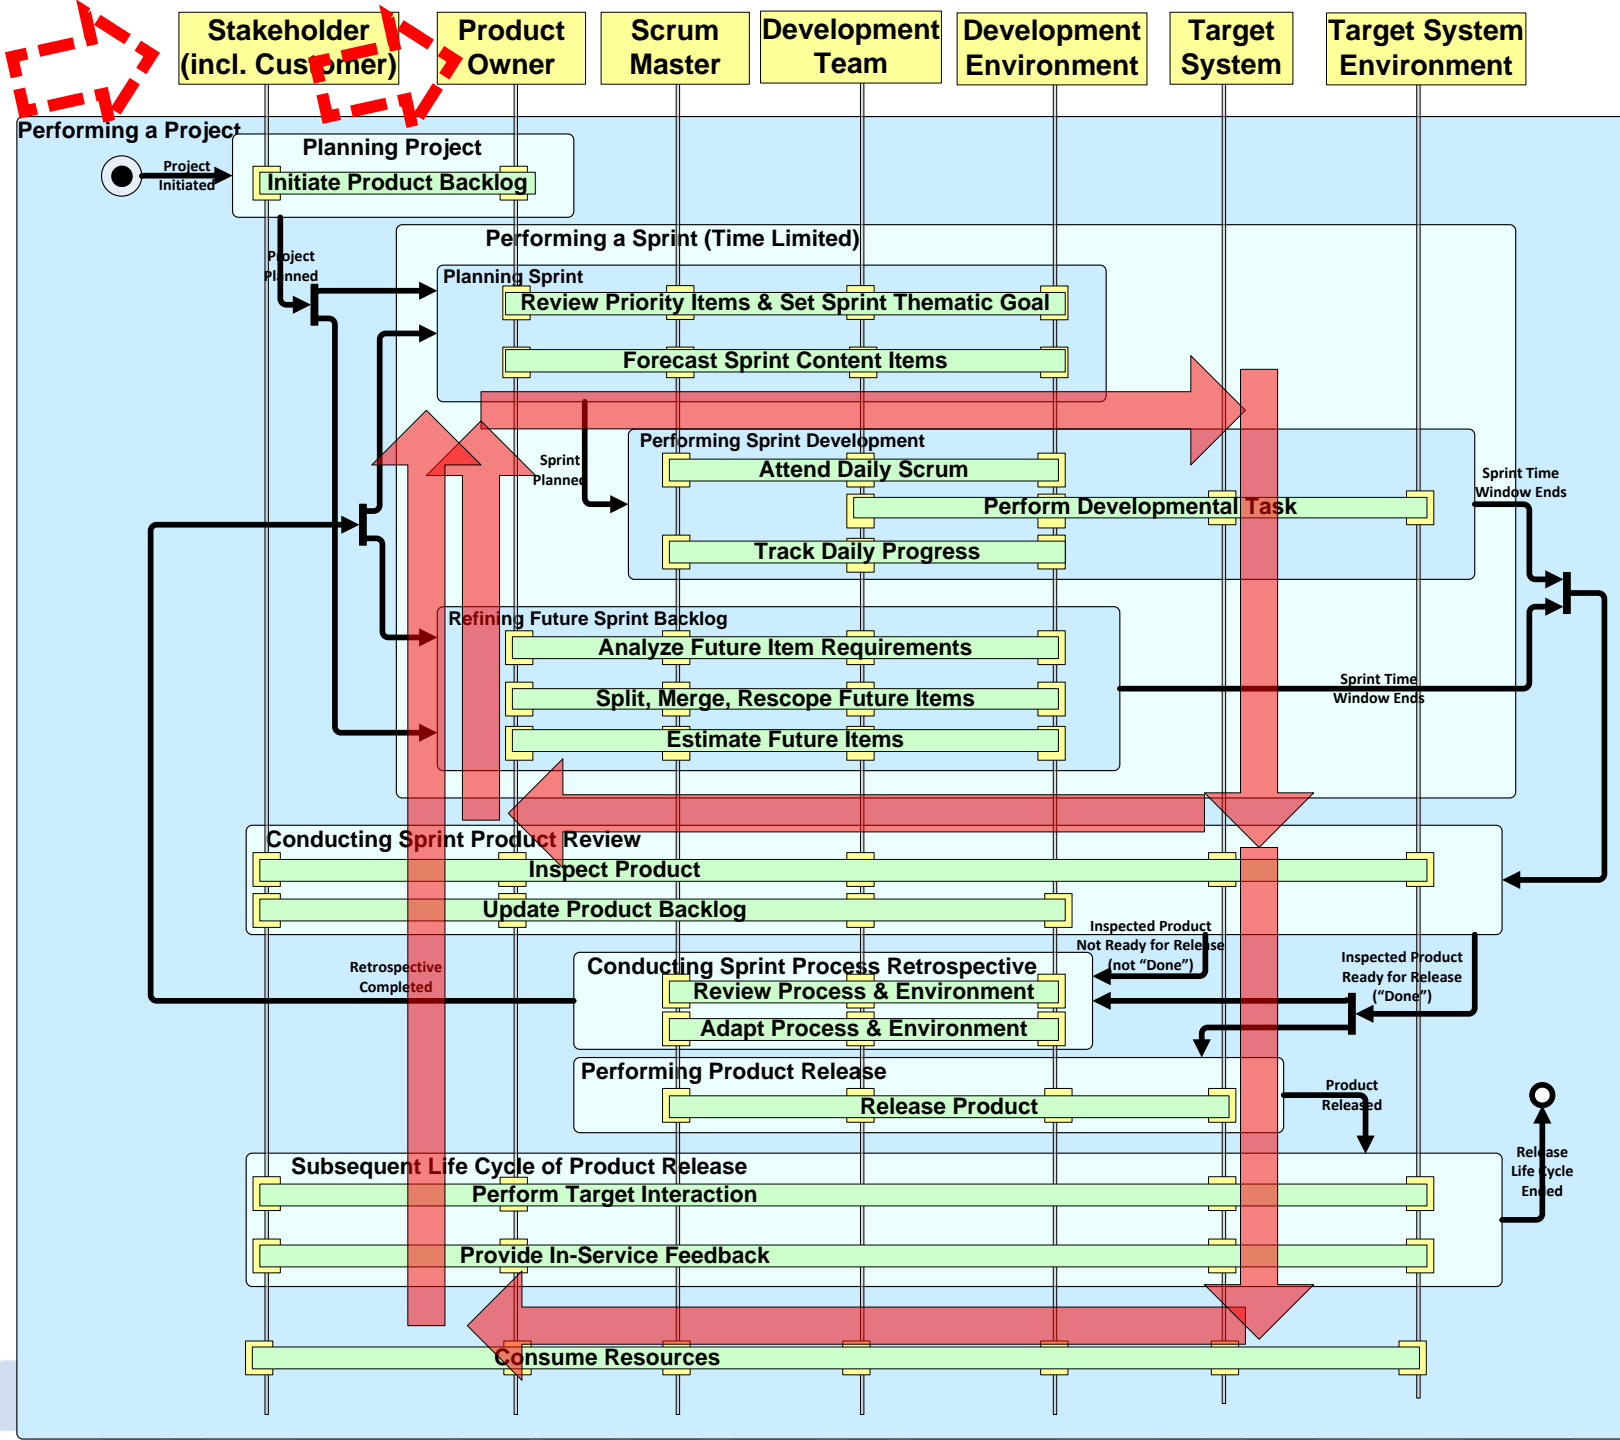 Stakeholder
(incl. Customer)
Product
Owner
Scrum
Master
Development
Team
Development
Environment
Target
System
Target System
Environment
Performing a Project
Project
Initiated
Planning Project
Initiate Product Backlog
Project
Planned
Performing a Sprint (Time Limited)
Planning Sprint
Review Priority Items & Set Sprint Thematic Goal
Forecast Sprint Content Items
Sprint
Planned
Performing Sprint Development
Attend Daily Scrum
Perform Developmental Task
Track Daily Progress
Sprint Time
Window Ends
Refining Future Sprint Backlog
Analyze Future Item Requirements
Split, Merge, Rescope Future Items
Estimate Future Items
Sprint Time
Window Ends
Conducting Sprint Product Review
Inspect Product
Update Product Backlog
Inspected Product
Not Ready for Release
(not “Done”)
Inspected Product
Ready for Release
(“Done”)
Retrospective
Completed
Conducting Sprint Process Retrospective
Review Process & Environment
Adapt Process & Environment
Performing Product Release
Release Product
Product
Released
Subsequent Life Cycle of Product Release
Perform Target Interaction
Provide In-Service Feedback
Release
Life Cycle
Ended
Consume Resources